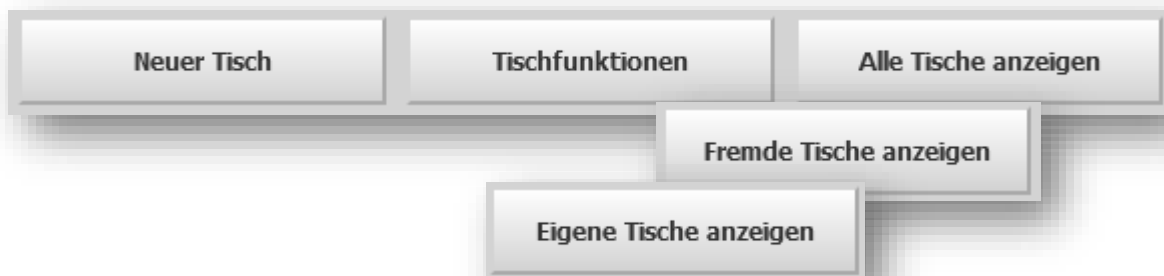 Neuer Tisch
Tischfunktionen
Alle Tische anzeigen
Fremde Tische anzeigen
Eigene Tische anzeigen